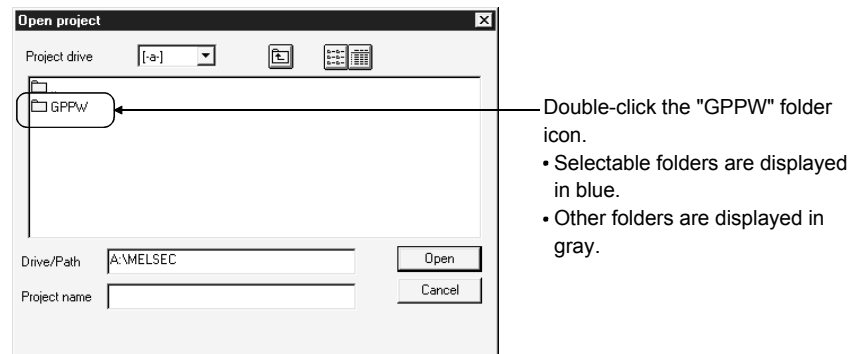 Open project
Project drive [-a-]
..
GPPW
Drive/Path A:\MELSEC Open
Project name Cancel
Double-click the "GPPW" folder
icon.
• Selectable folders are displayed
in blue.
• Other folders are displayed in
gray.